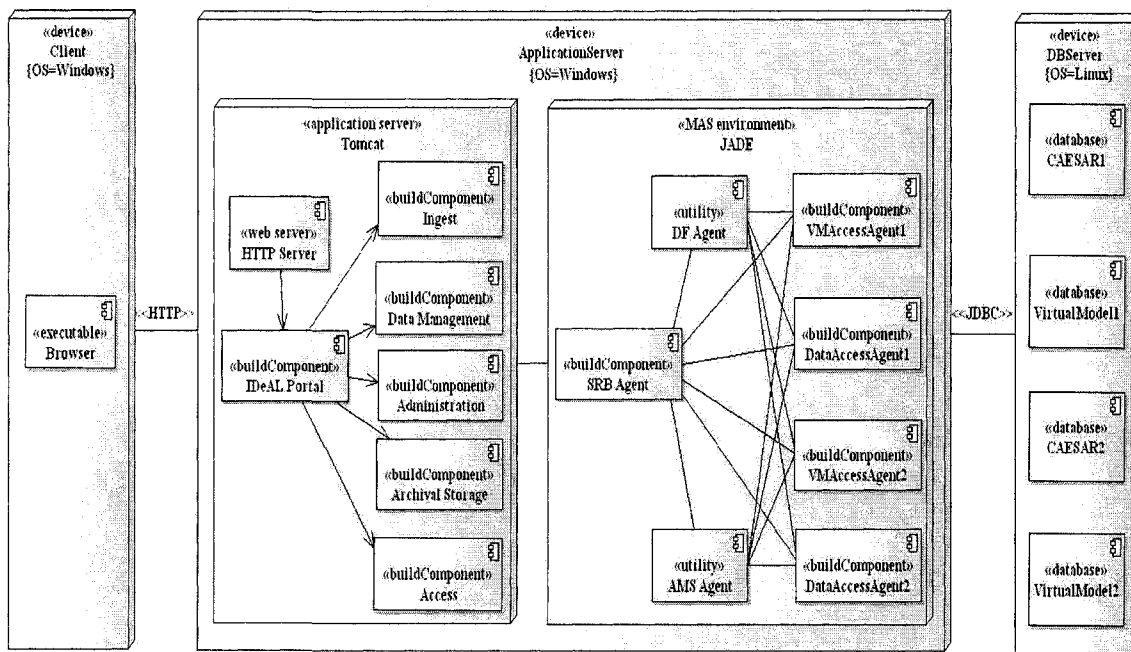 «device»
Client
{OS=Windows}
«executable»
Browser
<<HTTP>>
«device»
ApplicationServer
{OS=Windows}
«application server»
Tomcat
«web server»
HTTP Server
«buildComponent»
IDeAL Portal
«buildComponent»
Ingest
«buildComponent»
Data Management
«buildComponent»
Administration
«buildComponent»
Archival Storage
«buildComponent»
Access
«MAS environment»
JADE
«utility»
DF Agent
«buildComponent»
SRB Agent
«utility»
AMS Agent
«buildComponent»
VMAccessAgent1
«buildComponent»
DataAccessAgent1
«buildComponent»
VMAccessAgent2
«buildComponent»
DataAccessAgent2
<<JDBC>>
«device»
DBServer
{OS=Linux}
«database»
CAESAR1
«database»
VirtualModel1
«database»
CAESAR2
«database»
VirtualModel2